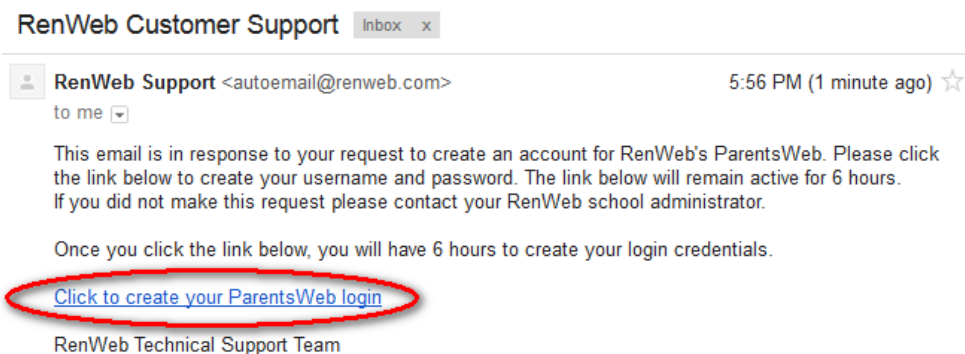 RenWeb Customer Support Inbox x
RenWeb Support <autoemail@renweb.com> 5:56 PM (1 minute ago)
to me
This email is in response to your request to create an account for RenWeb's ParentsWeb. Please click
the link below to create your username and password. The link below will remain active for 6 hours.
If you did not make this request please contact your RenWeb school administrator.
Once you click the link below, you will have 6 hours to create your login credentials.
Click to create your ParentsWeb login
RenWeb Technical Support Team